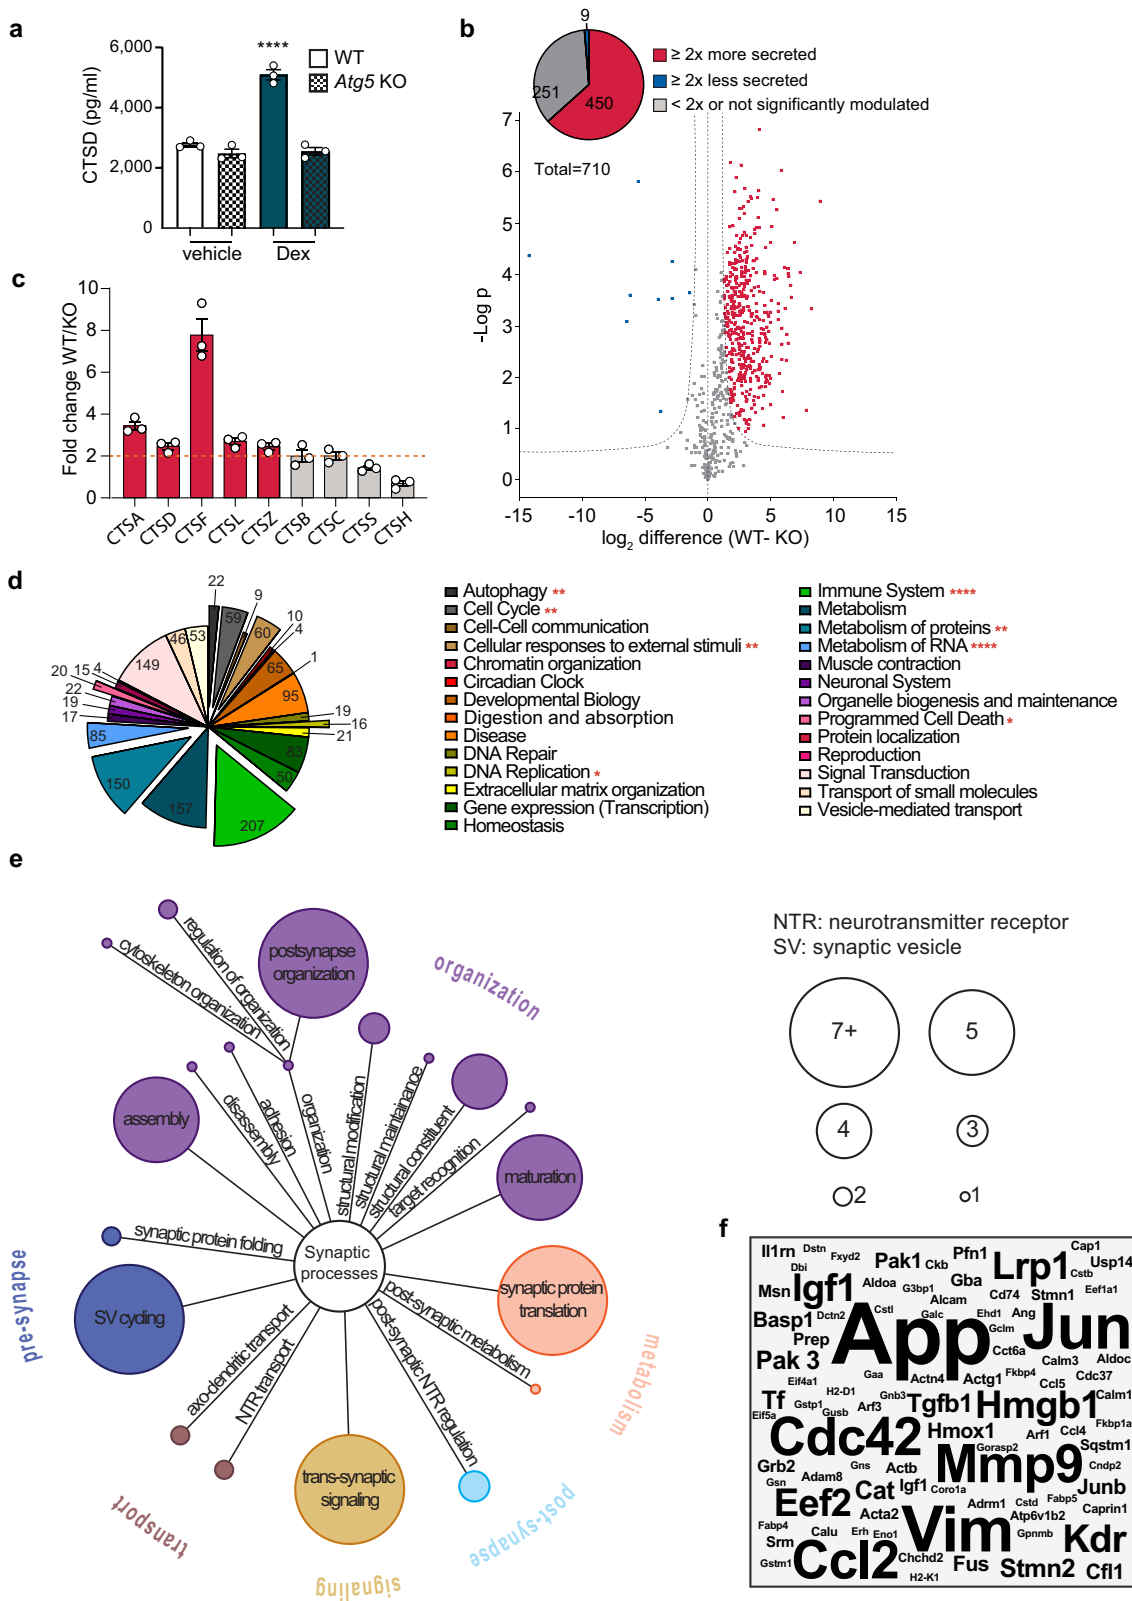 a
6,000
4,000
2,000
0
CTSD (pg/ml)
****
WT
Atg5 KO
vehicle
Dex
b
9
251
450
Total=710
≥ 2x more secreted
≥ 2x less secreted
< 2x or not significantly modulated
7
6
5
4
3
2
1
0
-Log p
-15
-10
-5
0
5
10
15
log2 difference (WT- KO)
c
10
8
6
4
2
0
Fold change WT/KO
CTSA
CTSD
CTSF
CTSL
CTSZ
CTSB
CTSC
CTSS
CTSH
d
22
59
9
60
10
4
65
1
95
19
16
21
83
50
207
157
150
85
17
19
22
20
15
4
149
46
53
Autophagy **
Cell Cycle **
Cell-Cell communication
Cellular responses to external stimuli **
Chromatin organization
Circadian Clock
Developmental Biology
Digestion and absorption
Disease
DNA Repair
DNA Replication *
Extracellular matrix organization
Gene expression (Transcription)
Homeostasis
Immune System ****
Metabolism
Metabolism of proteins **
Metabolism of RNA ****
Muscle contraction
Neuronal System
Organelle biogenesis and maintenance
Programmed Cell Death *
Protein localization
Reproduction
Signal Transduction
Transport of small molecules
Vesicle-mediated transport
e
cytoskeleton organization
regulation of organization
postsynapse
organization
organization
assembly
disassembly
adhesion
organization
structural modification
structural maintainance
structural constituent
target recognition
maturation
synaptic protein folding
Synaptic
processes
SV cycling
pre-synapse
synaptic protein
translation
post-synaptic metabolism
metabolism
post-synaptic NTR regulation
post-synapse
axo-dendritic transport
NTR transport
transport
trans-synaptic
signaling
signaling
NTR: neurotransmitter receptor
SV: synaptic vesicle
7+
5
4
3
2
1
f
Il1rn
Dstn
Fxyd2
Dbi
Pak1
Ckb
Pfn1
Lrp1
Cap1
Usp14
Cstb
Msn
Igf1
Aldoa
G3bp1
Gba
Cd74
Stmn1
Eef1a1
Alcam
Basp1
Dctn2
Cstl
App
Galc
Ehd1
Ang
Jun
Gclm
Prep
Cct6a
Calm3
Aldoc
Pak 3
Gaa
Actn4
Fkbp4
Cdc37
Eif4a1
Actg1
Ccl5
Tf
H2-D1
Gnb3
Tgfb1
Hmgb1
Calm1
Gstp1
Arf3
Eif5a
Gusb
Cdc42
Hmox1
Arf1
Ccl4
Fkbp1a
Gorasp2
Sqstm1
Grb2
Gns
Actb
Mmp9
Cndp2
Gsn
Adam8
Cat
Igf1
Coro1a
Junb
Eef2
Acta2
Adrm1
Cstd
Fabp5
Caprin1
Atp6v1b2
Fabp4
Calu
Erh
Eno1
Vim
Gpnmb
Kdr
Srm
Ccl2
Chchd2
Fus
Stmn2
Cfl1
Gstm1
H2-K1